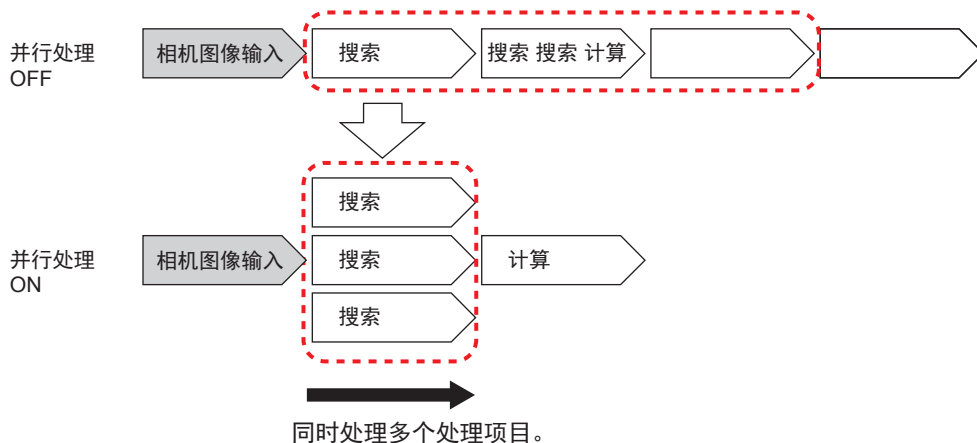 并行处理
OFF
相机图像输入
搜索
搜索 搜索 计算
搜索
并行处理
ON
相机图像输入
搜索
计算
搜索
同时处理多个处理项目。